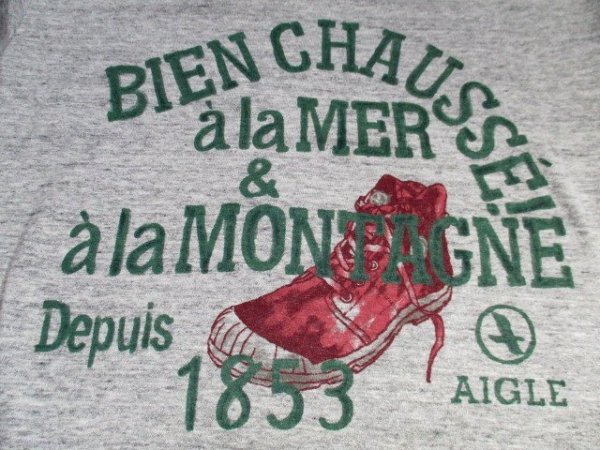 BIEN CHAUSSÉ!
à la MER
&
à la MONTAGNE
Depuis
1853
AIGLE